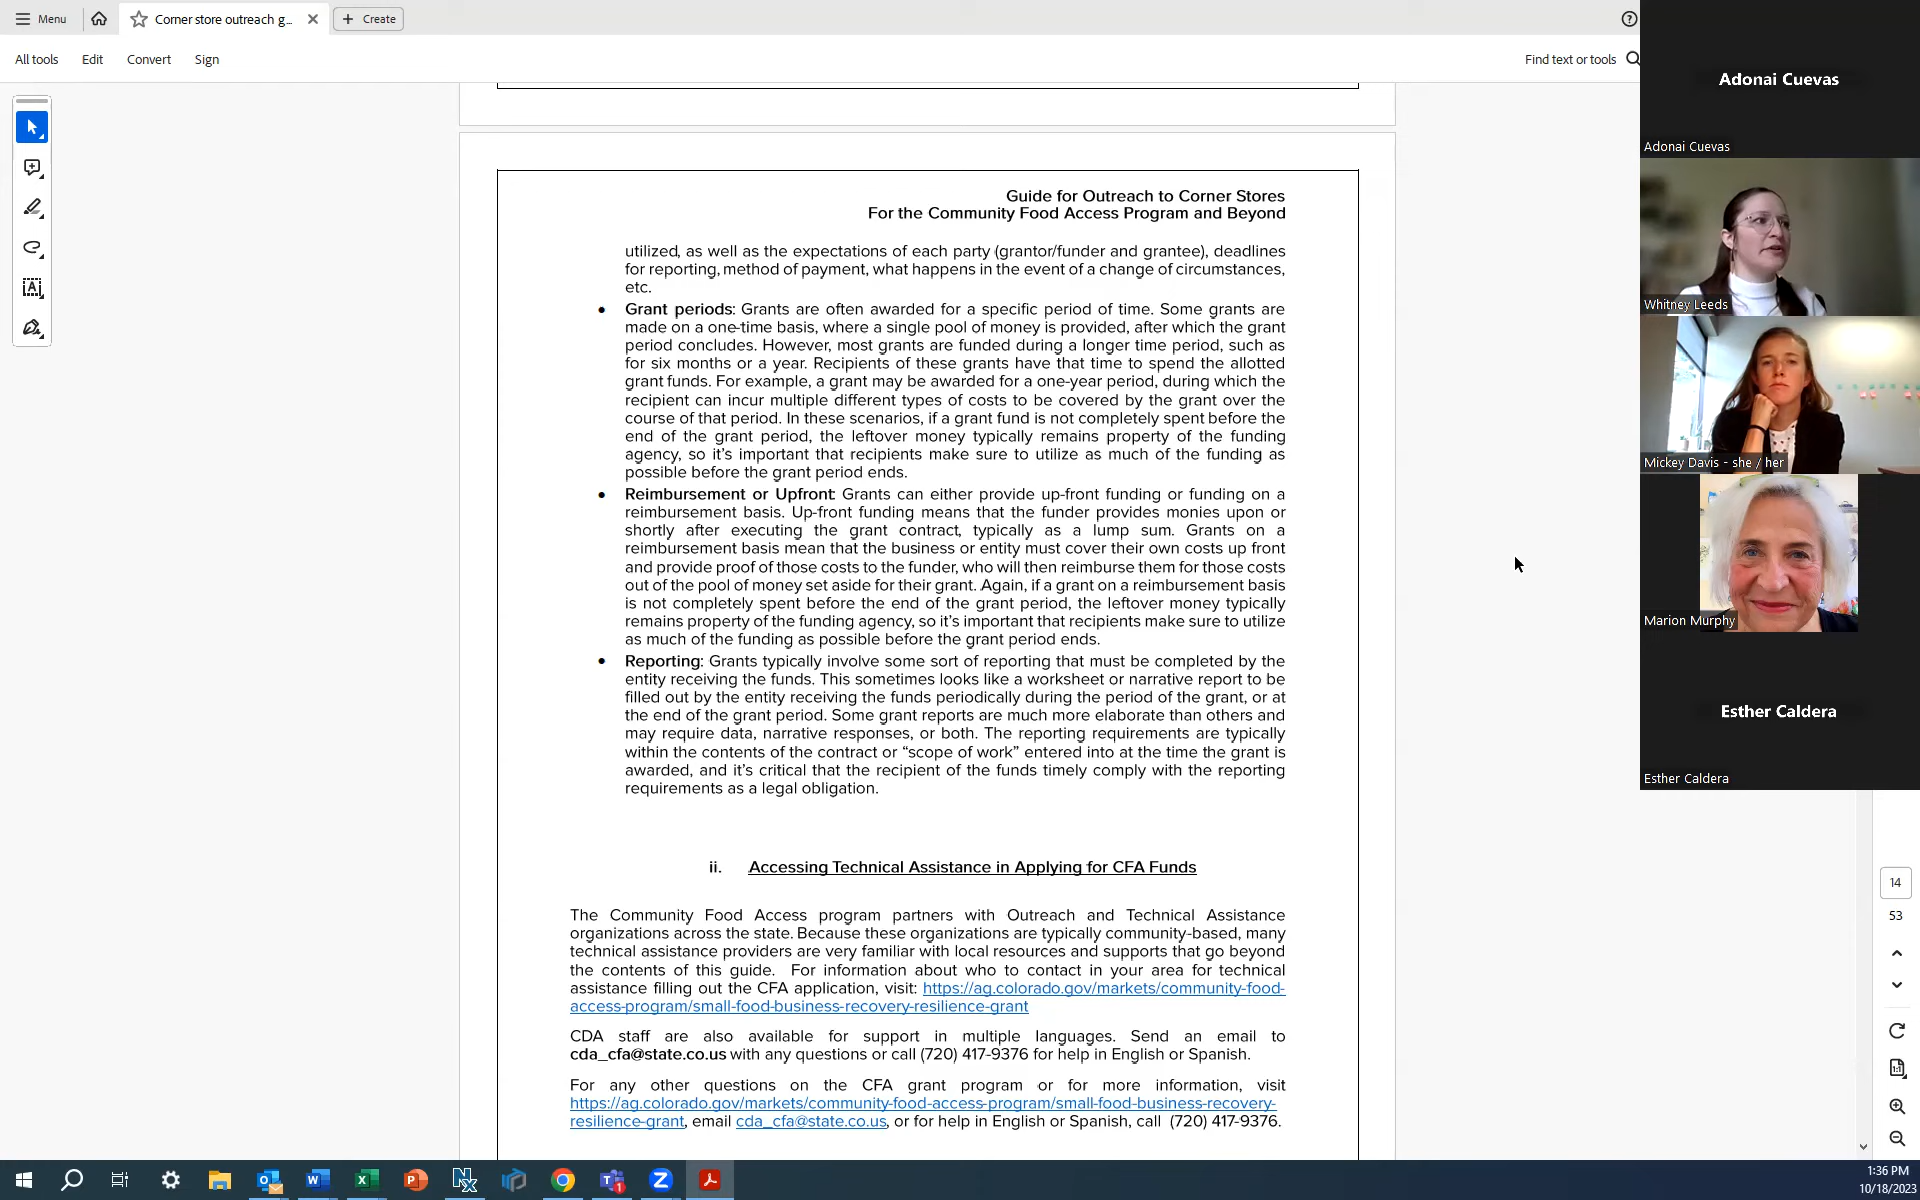 Menu
Corner store outreach g...
Create
All tools
Edit
Convert
Sign
Find text or tools
Guide for Outreach to Corner Stores
For the Community Food Access Program and Beyond
utilized, as well as the expectations of each party (grantor/funder and grantee), deadlines
for reporting, method of payment, what happens in the event of a change of circumstances,
etc.
• Grant periods: Grants are often awarded for a specific period of time. Some grants are
made on a one-time basis, where a single pool of money is provided, after which the grant
period concludes. However, most grants are funded during a longer time period, such as
for six months or a year. Recipients of these grants have that time to spend the allotted
grant funds. For example, a grant may be awarded for a one-year period, during which the
recipient can incur multiple different types of costs to be covered by the grant over the
course of that period. In these scenarios, if a grant fund is not completely spent before the
end of the grant period, the leftover money typically remains property of the funding
agency, so it's important that recipients make sure to utilize as much of the funding as
possible before the grant period ends.
• Reimbursement or Upfront: Grants can either provide up-front funding or funding on a
reimbursement basis. Up-front funding means that the funder provides monies upon or
shortly after executing the grant contract, typically as a lump sum. Grants on a
reimbursement basis mean that the business or entity must cover their own costs up front
and provide proof of those costs to the funder, who will then reimburse them for those costs
out of the pool of money set aside for their grant. Again, if a grant on a reimbursement basis
is not completely spent before the end of the grant period, the leftover money typically
remains property of the funding agency, so it's important that recipients make sure to utilize
as much of the funding as possible before the grant period ends.
• Reporting: Grants typically involve some sort of reporting that must be completed by the
entity receiving the funds. This sometimes looks like a worksheet or narrative report to be
filled out by the entity receiving the funds periodically during the period of the grant, or at
the end of the grant period. Some grant reports are much more elaborate than others and
may require data, narrative responses, or both. The reporting requirements are typically
within the contents of the contract or “scope of work” entered into at the time the grant is
awarded, and it's critical that the recipient of the funds timely comply with the reporting
requirements as a legal obligation.
ii. Accessing Technical Assistance in Applying for CFA Funds
The Community Food Access program partners with Outreach and Technical Assistance
organizations across the state. Because these organizations are typically community-based, many
technical assistance providers are very familiar with local resources and supports that go beyond
the contents of this guide. For information about who to contact in your area for technical
assistance filling out the CFA application, visit: https://ag.colorado.gov/markets/community-food-
access-program/small-food-business-recovery-resilience-grant
CDA staff are also available for support in multiple languages. Send an email to
cda_cfa@state.co.us with any questions or call (720) 417-9376 for help in English or Spanish.
For any other questions on the CFA grant program or for more information, visit
https://ag.colorado.gov/markets/community-food-access-program/small-food-business-recovery-
resilience-grant, email cda_cfa@state.co.us, or for help in English or Spanish, call (720) 417-9376.
Adonai Cuevas
Adonai Cuevas
Whitney Leeds
Mickey Davis - she / her
Marion Murphy
Esther Caldera
Esther Caldera
14
53
1:36 PM
10/18/2023